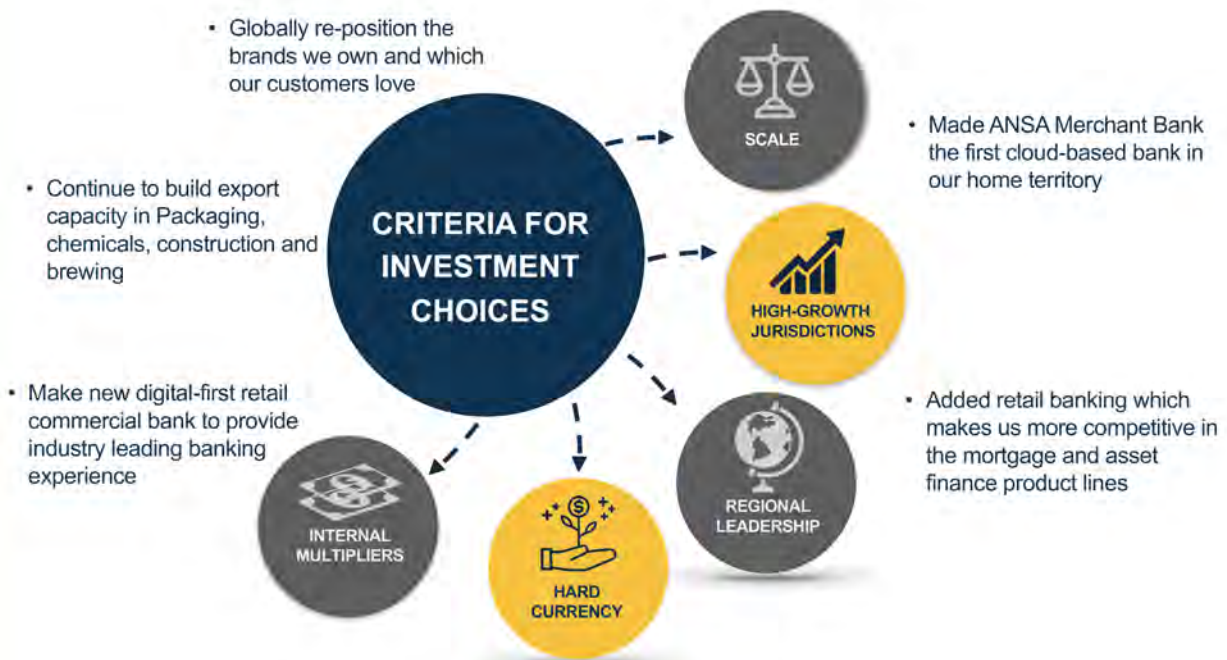 • Globally re-position the
brands we own and which
our customers love
• Continue to build export
capacity in Packaging,
chemicals, construction and
brewing
• Make new digital-first retail
commercial bank to provide
industry leading banking
experience
CRITERIA FOR
INVESTMENT
CHOICES
SCALE
HIGH-GROWTH
JURISDICTIONS
REGIONAL
LEADERSHIP
$
HARD
CURRENCY
INTERNAL
MULTIPLIERS
• Made ANSA Merchant Bank
the first cloud-based bank in
our home territory
• Added retail banking which
makes us more competitive in
the mortgage and asset
finance product lines